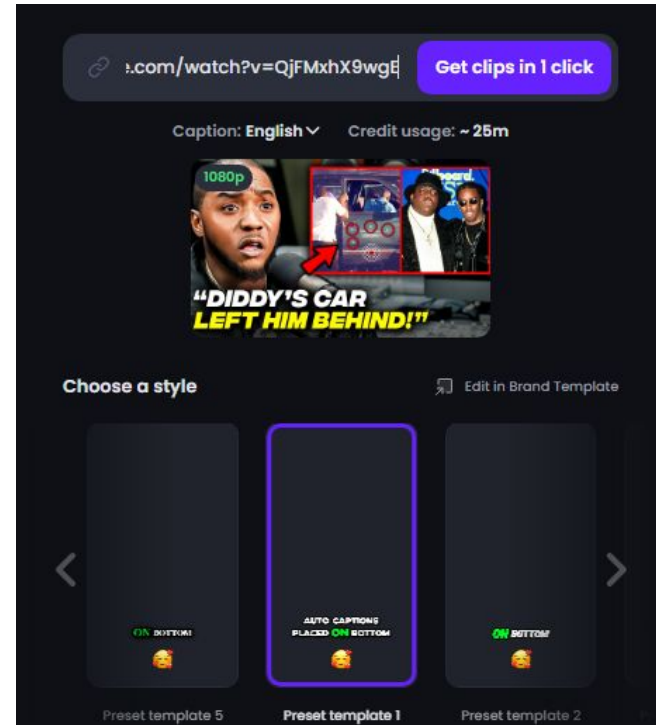 e.com/watch?v=QjFMxhX9wgE
Get clips in 1 click
Caption: English
Credit usage: ~ 25m
1080p
"DIDDY'S CAR
LEFT HIM BEHIND!"
Choose a style
Edit in Brand Template
ON BOTTOM
AUTO CAPTIONS
PLACED ON BOTTOM
ON BOTTOM
Preset template 5
Preset template 1
Preset template 2